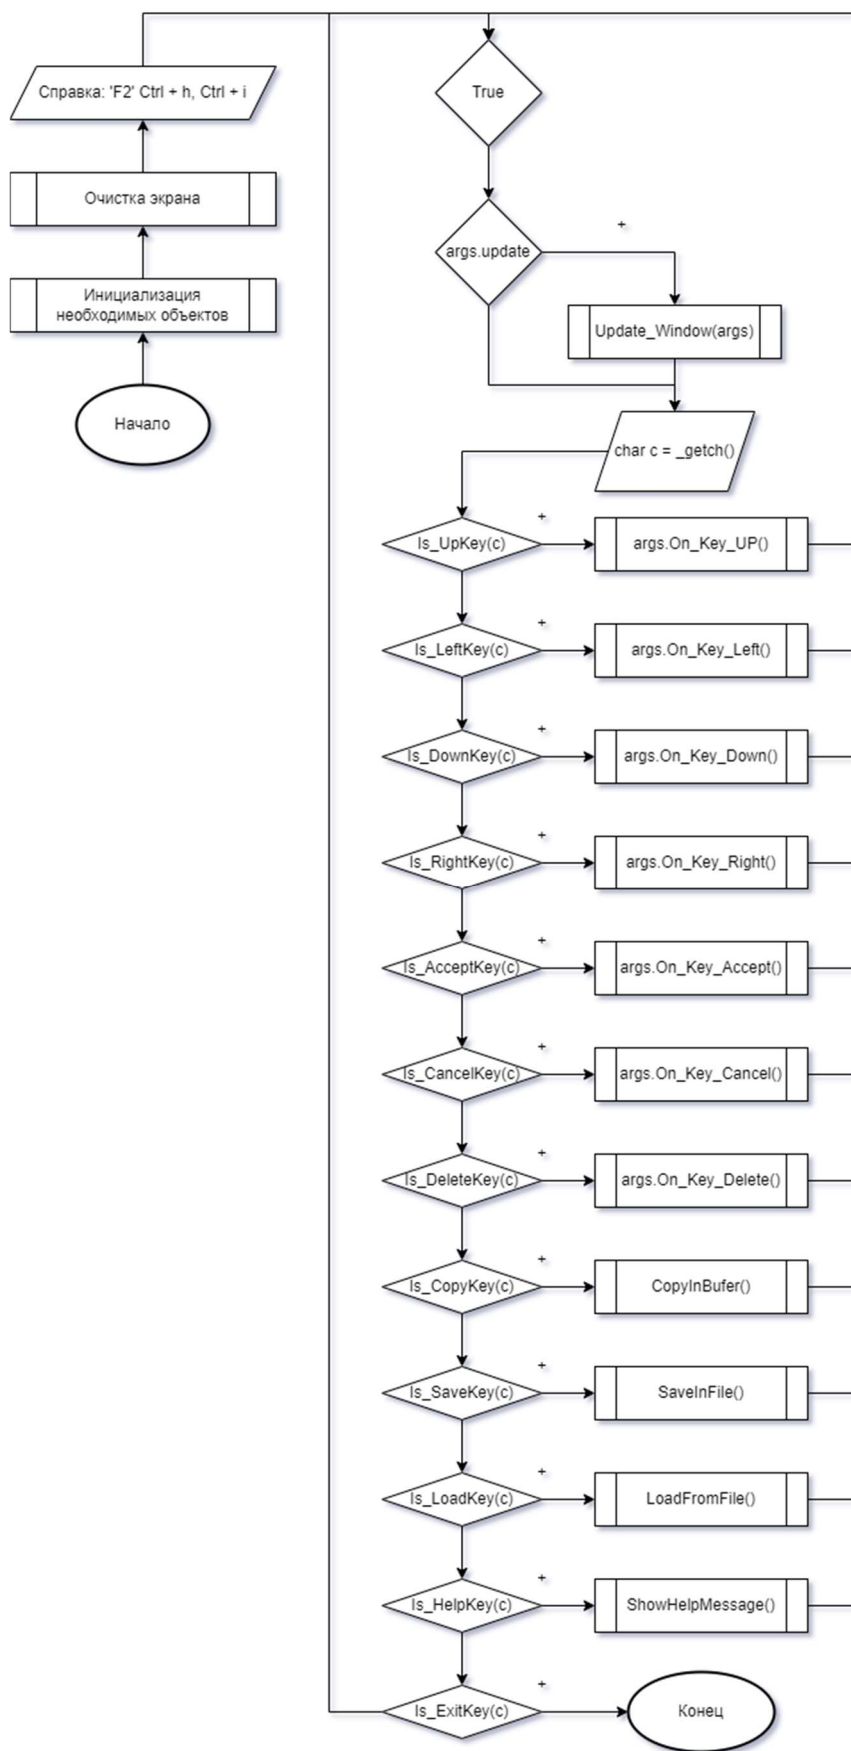 Справка: 'F2' Ctrl + h, Ctrl + i
Очистка экрана
Инициализация
необходимых объектов
Начало
True
+
args.update
Update_Window(args)
char c = _getch()
+
Is_UpKey(c)
args.On_Key_UP()
+
Is_LeftKey(c)
args.On_Key_Left()
+
Is_DownKey(c)
args.On_Key_Down()
+
Is_RightKey(c)
args.On_Key_Right()
+
Is_AcceptKey(c)
args.On_Key_Accept()
+
Is_CancelKey(c)
args.On_Key_Cancel()
+
Is_DeleteKey(c)
args.On_Key_Delete()
+
Is_CopyKey(c)
CopyInBufer()
+
Is_SaveKey(c)
SaveInFile()
+
Is_LoadKey(c)
LoadFromFile()
+
Is_HelpKey(c)
ShowHelpMessage()
+
Is_ExitKey(c)
Конец